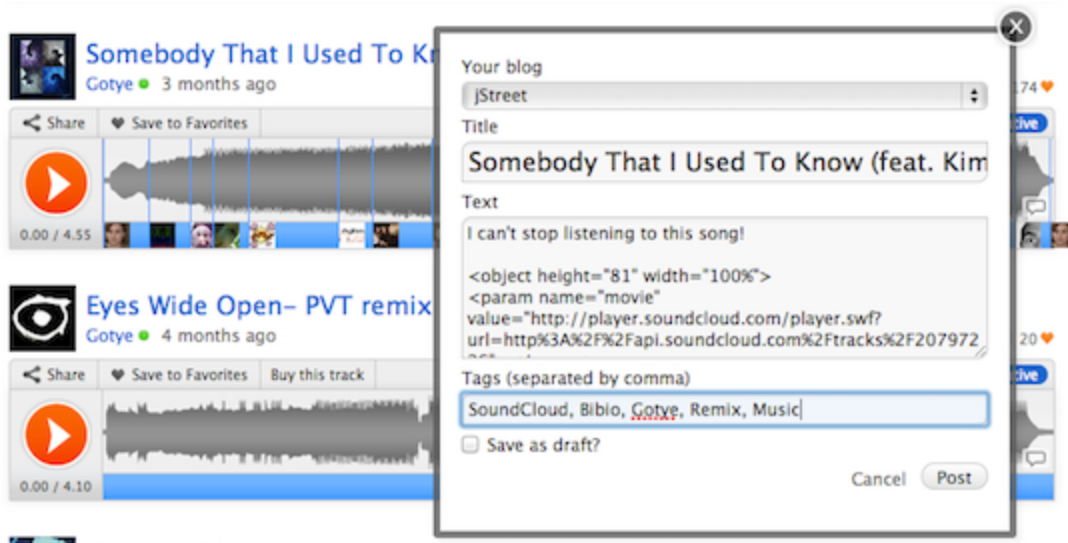 Somebody That I Used To
Gotye 3 months ago
174
Share Save to Favorites
0.00 / 4.55
Eyes Wide Open- PVT remix
Gotye 4 months ago
20
Share Save to Favorites Buy this track
0.00 / 4.10
X
Your blog
jStreet
Title
Somebody That I Used To Know (feat. Kim
Text
I can't stop listening to this song!
<object height="81" width="100%">
<param name="movie"
value="http://player.soundcloud.com/player.swf?
url=http%3A%2F%2Fapi.soundcloud.com%2Ftracks%2F207972
Tags (separated by comma)
SoundCloud, Bibio, Gotye, Remix, Music
Save as draft?
Cancel Post